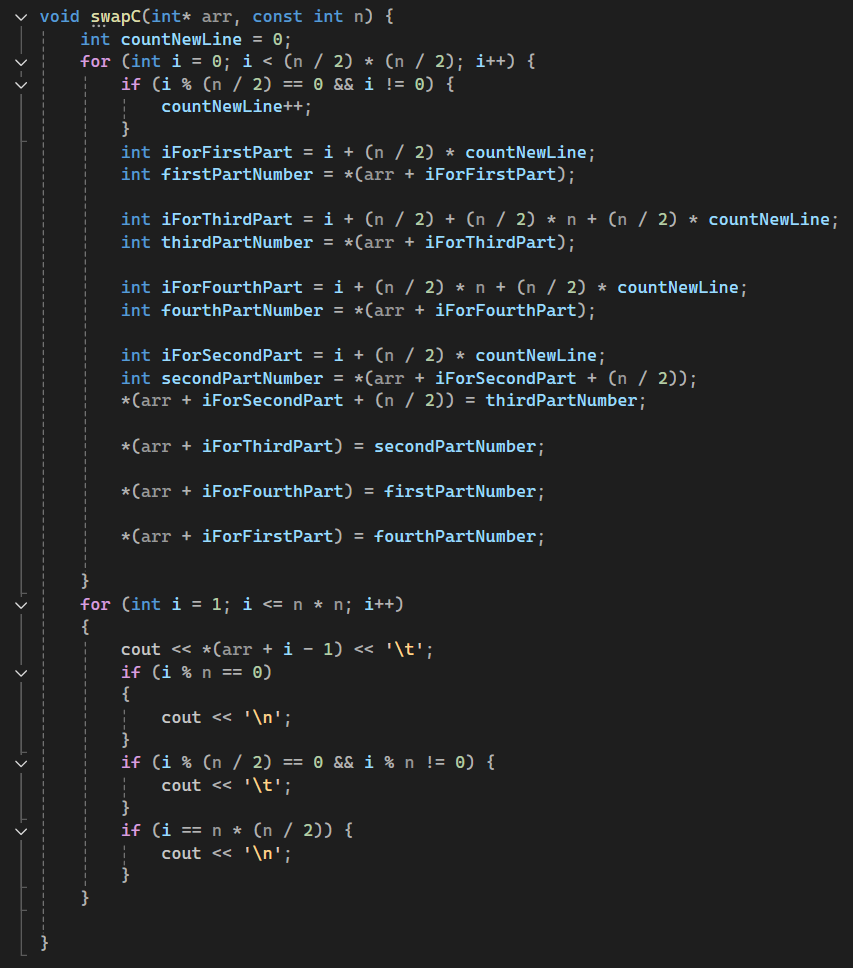 void swapC(int* arr, const int n) {
    int countNewLine = 0;
    for (int i = 0; i < (n / 2) * (n / 2); i++) {
        if (i % (n / 2) == 0 && i != 0) {
            countNewLine++;
        }
        int iForFirstPart = i + (n / 2) * countNewLine;
        int firstPartNumber = *(arr + iForFirstPart);

        int iForThirdPart = i + (n / 2) + (n / 2) * n + (n / 2) * countNewLine;
        int thirdPartNumber = *(arr + iForThirdPart);

        int iForFourthPart = i + (n / 2) * n + (n / 2) * countNewLine;
        int fourthPartNumber = *(arr + iForFourthPart);

        int iForSecondPart = i + (n / 2) * countNewLine;
        int secondPartNumber = *(arr + iForSecondPart + (n / 2));
        *(arr + iForSecondPart + (n / 2)) = thirdPartNumber;

        *(arr + iForThirdPart) = secondPartNumber;

        *(arr + iForFourthPart) = firstPartNumber;

        *(arr + iForFirstPart) = fourthPartNumber;

    }
    for (int i = 1; i <= n * n; i++)
    {
        cout << *(arr + i - 1) << '\t';
        if (i % n == 0)
        {
            cout << '\n';
        }
        if (i % (n / 2) == 0 && i % n != 0) {
            cout << '\t';
        }
        if (i == n * (n / 2)) {
            cout << '\n';
        }
    }

}